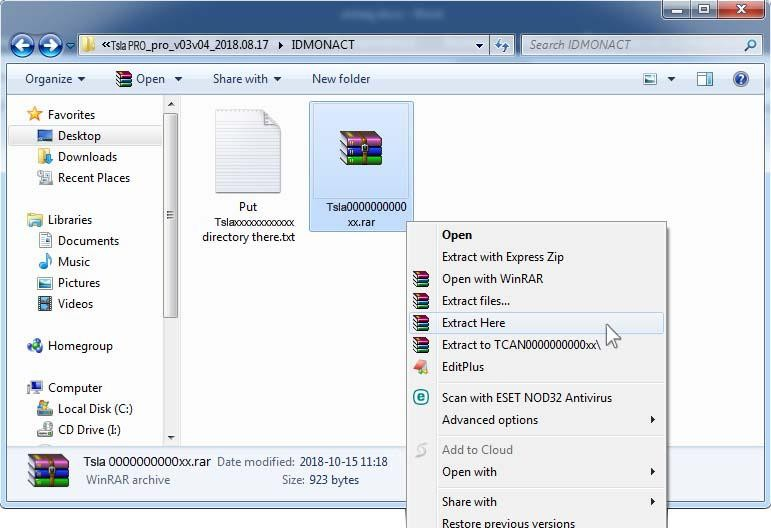 «Tsla PRO_pro_v03v04_2018.08.17 ▸ IDMONACT
Search IDMONACT
Organize Open Share with New folder
Favorites
Desktop
Downloads
Recent Places
Libraries
Documents
Music
Pictures
Videos
Homegroup
Computer
Local Disk (C:)
CD Drive (I:)
Put
Tslaxxxxxxxxxxxx
directory there.txt
Tsla0000000000
xx.rar
Open
Extract with Express Zip
Open with WinRAR
Extract files...
Extract Here
Extract to TCAN0000000000xx\
EditPlus
Scan with ESET NOD32 Antivirus
Advanced options
Add to Cloud
Open with
Share with
Restore previous versions
Tsla 0000000000xx.rar Date modified: 2018-10-15 11:18
WinRAR archive Size: 923 bytes